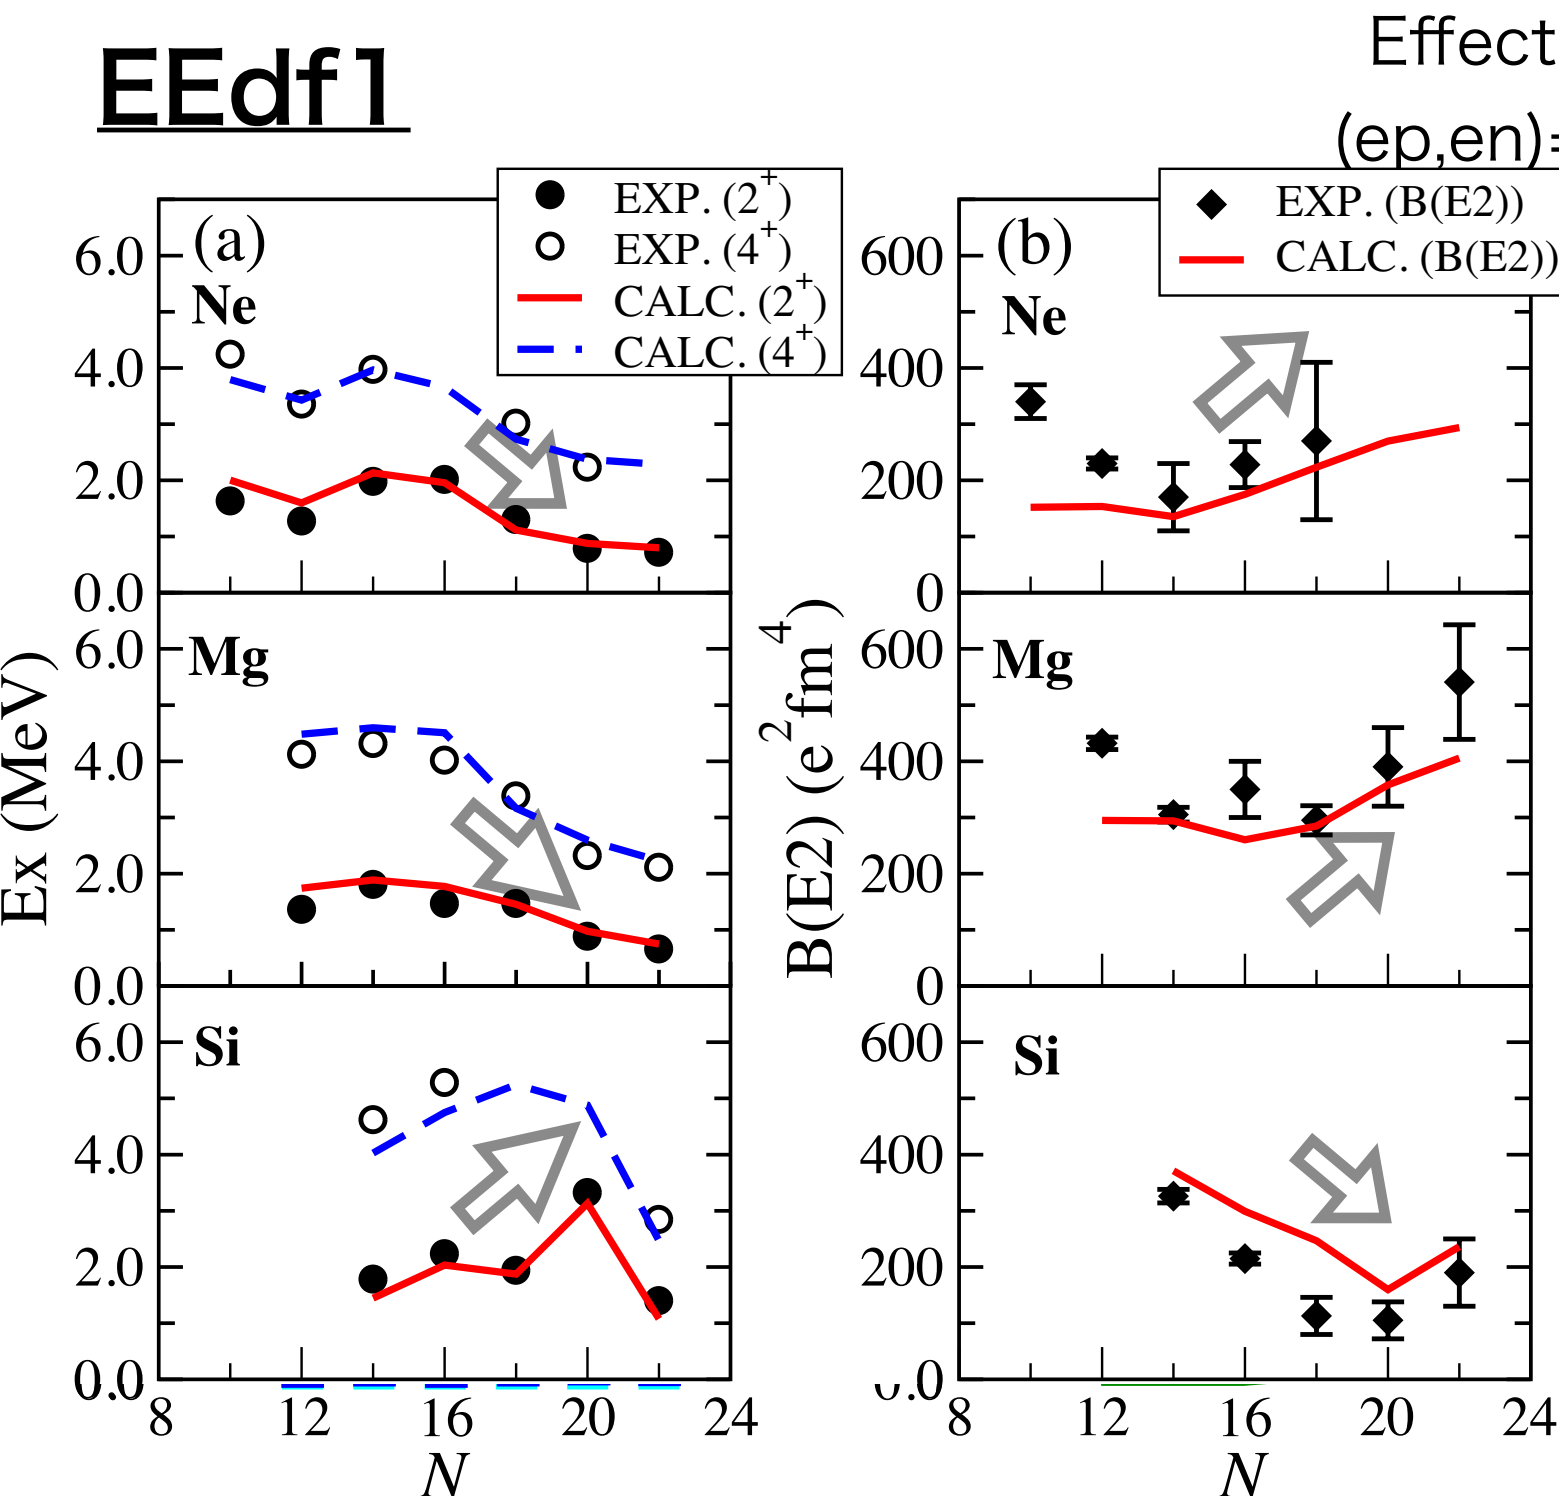 EEdf1
Effect
(ep,en)=
EXP. (2+)
EXP. (4+)
CALC. (2+)
CALC. (4+)
EXP. (B(E2))
CALC. (B(E2))
(a)
Ne
6.0
4.0
2.0
0.0
Mg
6.0
4.0
2.0
0.0
Si
6.0
4.0
2.0
0.0
Ex (MeV)
8 12 16 20 24
N
(b)
Ne
600
400
200
0
Mg
600
400
200
0
Si
600
400
200
0
B(E2) (e2fm4)
8 12 16 20 24
N